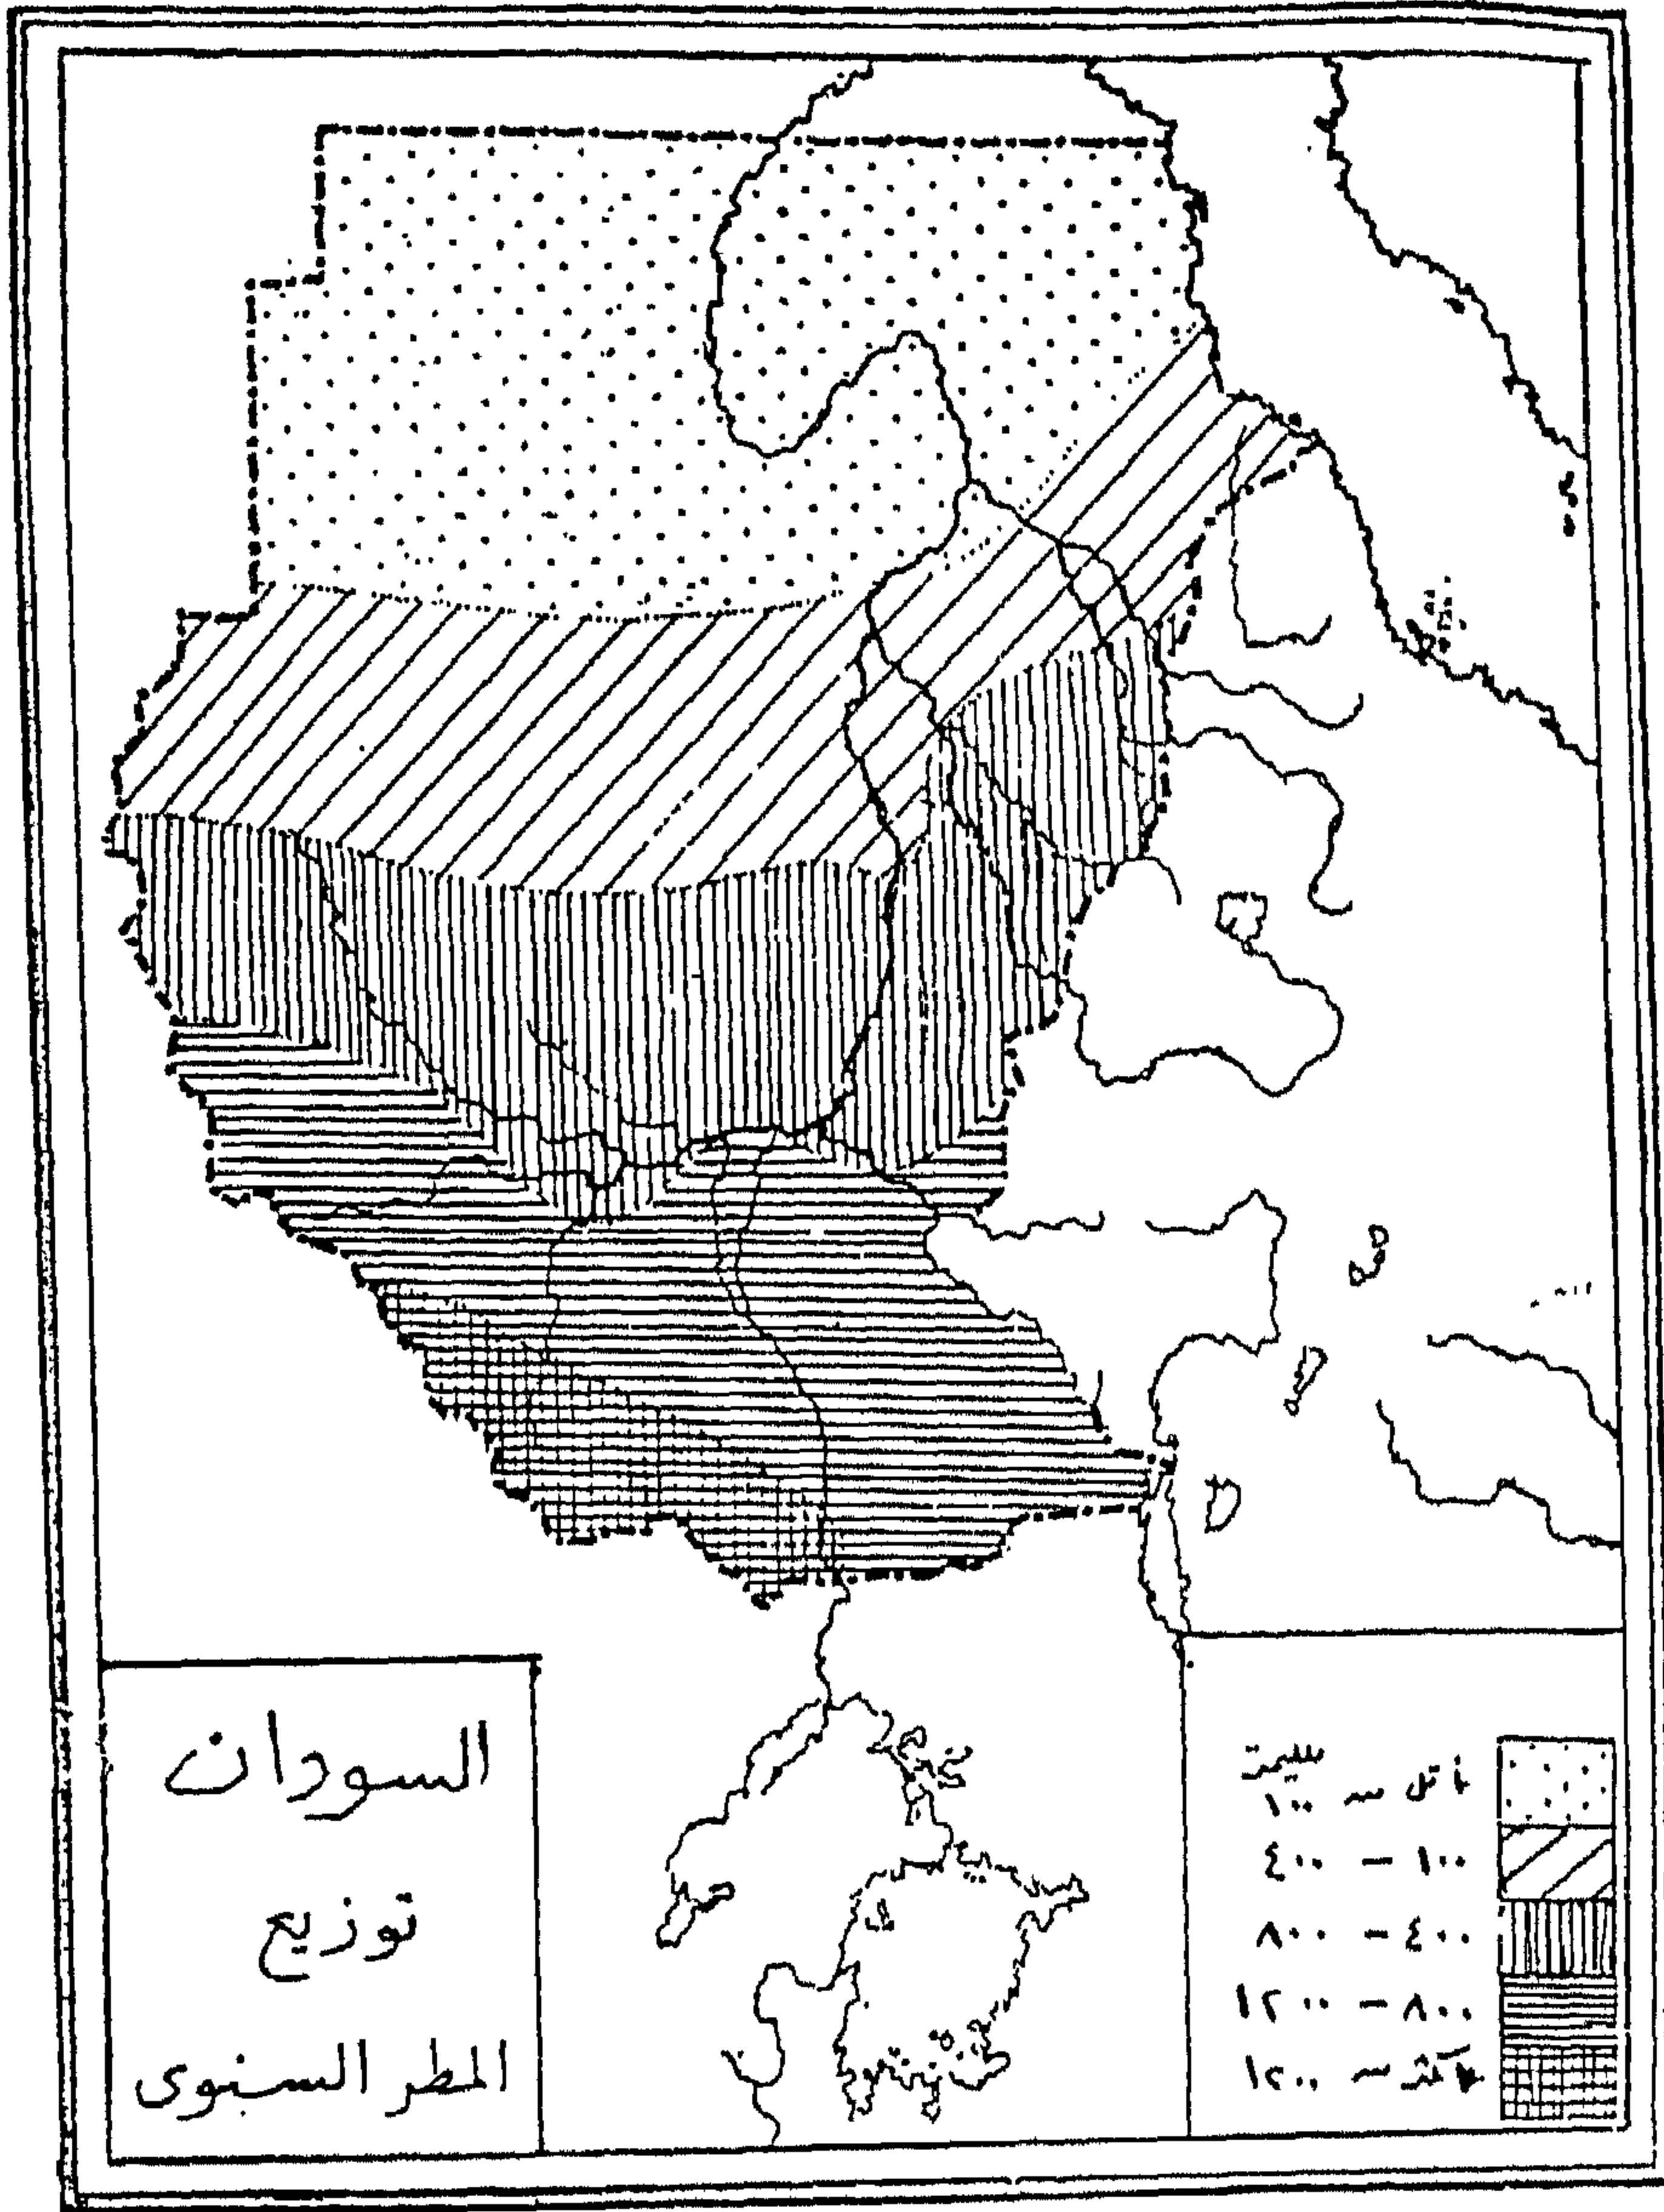 السودان
توزيع
المطر السنوى
ملليمتر
أقل من ١٠٠
١٠٠ - ٤٠٠
٤٠٠ - ٨٠٠
٨٠٠ - ١٢٠٠
أكثر من ١٢٠٠